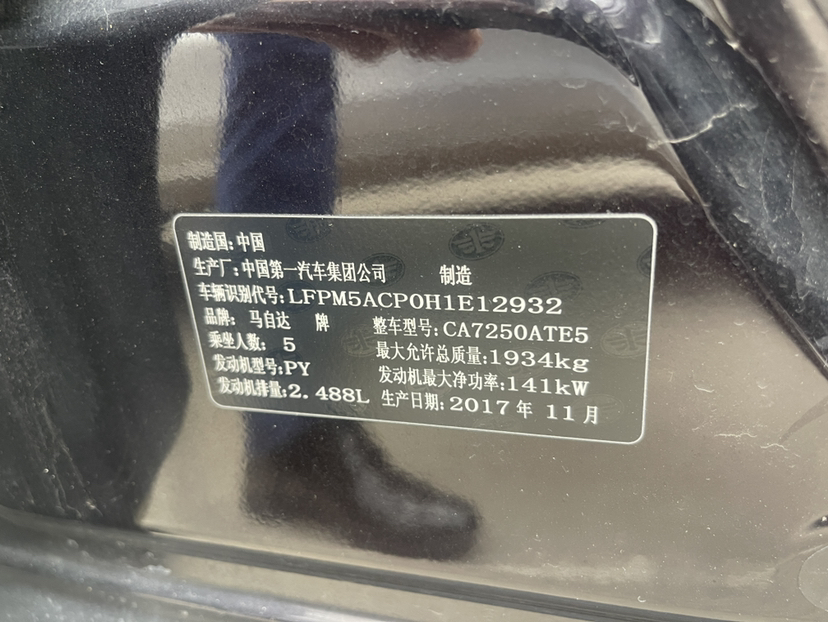 制造国:中国
生产厂:中国第一汽车集团公司 制造
车辆识别代号:LFPM5ACP0H1E12932
品牌: 马自达 牌 整车型号:CA7250ATE5
乘坐人数: 5 最大允许总质量:1934kg
发动机型号:PY 发动机最大净功率:141kW
发动机排量:2.488L 生产日期:2017年 11月